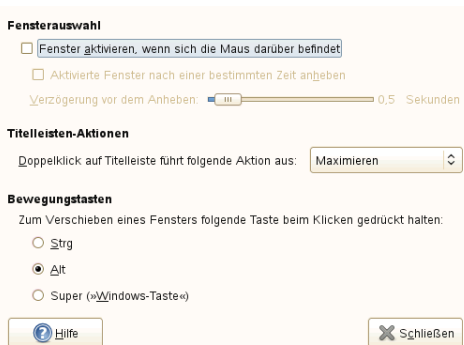 Fensterauswahl
Fenster aktivieren, wenn sich die Maus darüber befindet
Aktivierte Fenster nach einer bestimmten Zeit anheben
Verzögerung vor dem Anheben: 0,5 Sekunden
Titelleisten-Aktionen
Doppelklick auf Titelleiste führt folgende Aktion aus: Maximieren
Bewegungstasten
Zum Verschieben eines Fensters folgende Taste beim Klicken gedrückt halten:
Strg
Alt
Super (»Windows-Taste«)
Hilfe Schließen